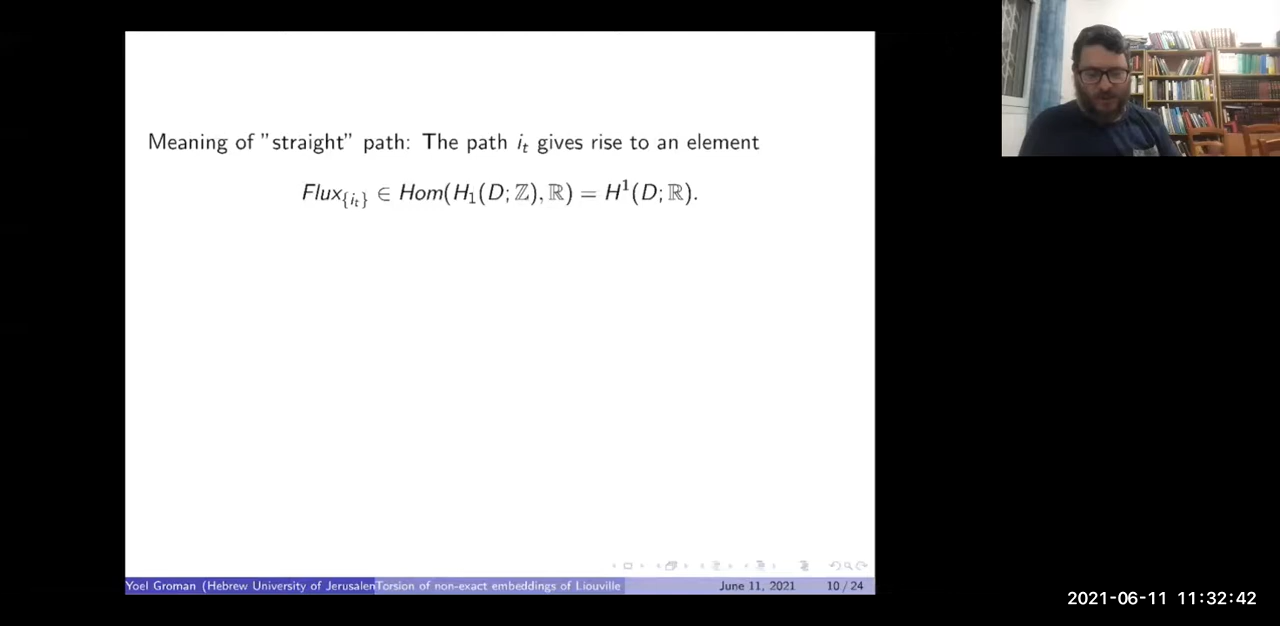 Meaning of "straight" path: The path i_t gives rise to an element
Flux_{i_t} ∈ Hom(H_1(D; ℤ), ℝ) = H^1(D; ℝ).
Yoel Groman (Hebrew University of Jerusalen Torsion of non-exact embeddings of Liouville June 11, 2021 10 / 24
2021-06-11 11:32:42